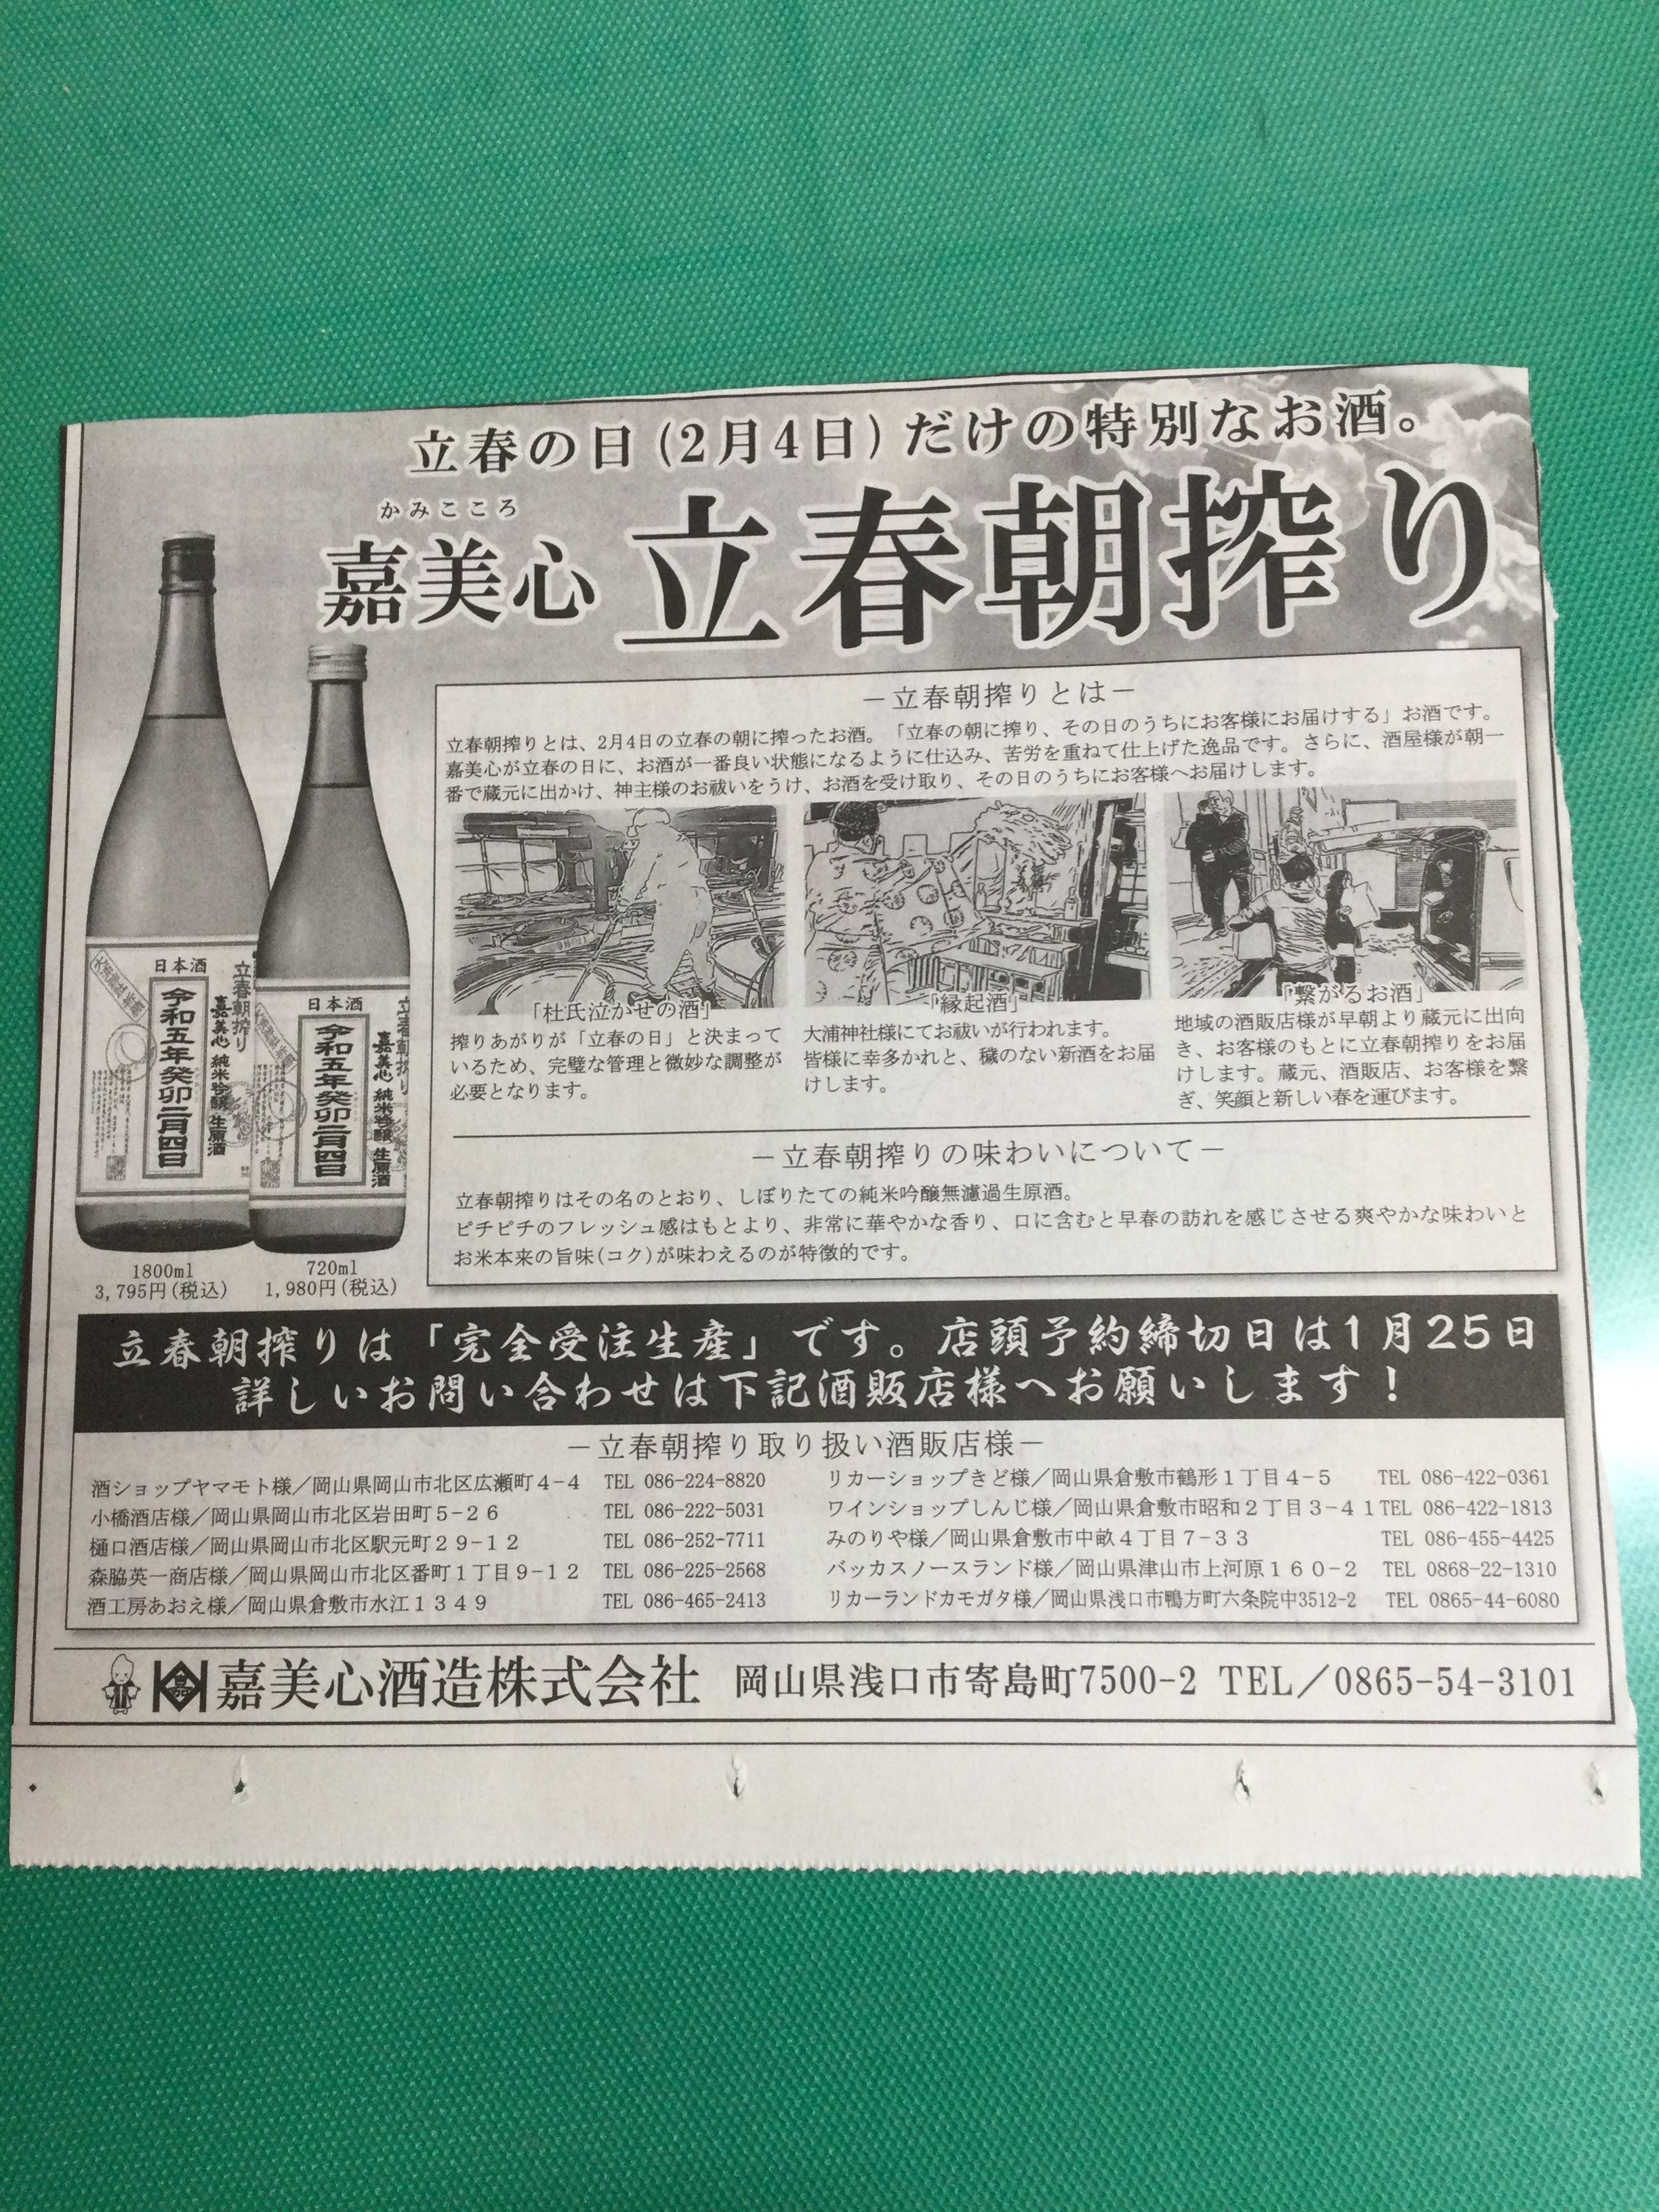 立春の日(2月4日)だけの特別なお酒。
かみこころ
嘉美心 立春朝搾り
－立春朝搾りとは－
立春朝搾りとは、2月4日の立春の朝に搾ったお酒。「立春の朝に搾り、その日のうちにお客様にお届けする」お酒です。
嘉美心が立春の日に、お酒が一番良い状態になるように仕込み、苦労を重ねて仕上げた逸品です。さらに、酒屋様が朝一
番で蔵元に出かけ、神主様のお祓いをうけ、お酒を受け取り、その日のうちにお客様へお届けします。
「杜氏泣かせの酒」
搾りあがりが「立春の日」と決まって
いるため、完璧な管理と微妙な調整が
必要となります。
「縁起酒」
大浦神社様にてお祓いが行われます。
皆様に幸多かれと、穢のない新酒をお届
けします。
「繋がるお酒」
地域の酒販店様が早朝より蔵元に出向
き、お客様のもとに立春朝搾りをお届
けします。蔵元、酒販店、お客様を繋
ぎ、笑顔と新しい春を運びます。
－立春朝搾りの味わいについて－
立春朝搾りはその名のとおり、しぼりたての純米吟醸無濾過生原酒。
ピチピチのフレッシュ感はもとより、非常に華やかな香り、口に含むと早春の訪れを感じさせる爽やかな味わいと
お米本来の旨味(コク)が味わえるのが特徴的です。
日本酒
立春朝搾り
嘉美心 純米吟醸 生原酒
令和五年癸卯二月四日
日本酒
立春朝搾り
嘉美心 純米吟醸 生原酒
令和五年癸卯二月四日
1800ml
3,795円(税込)
720ml
1,980円(税込)
立春朝搾りは「完全受注生産」です。店頭予約締切日は1月25日
詳しいお問い合わせは下記酒販店様へお願いします！
－立春朝搾り取り扱い酒販店様－
酒ショップヤマモト様／岡山県岡山市北区広瀬町４-４ TEL 086-224-8820
小橋酒店様／岡山県岡山市北区岩田町５-２６ TEL 086-222-5031
樋口酒店様／岡山県岡山市北区駅元町２９-１２ TEL 086-252-7711
森脇英一商店様／岡山県岡山市北区番町１丁目９-１２ TEL 086-225-2568
酒工房あおえ様／岡山県倉敷市水江１３４９ TEL 086-465-2413
リカーショップきど様／岡山県倉敷市鶴形１丁目４-５ TEL 086-422-0361
ワインショップしんじ様／岡山県倉敷市昭和２丁目３-４１ TEL 086-422-1813
みのりや様／岡山県倉敷市中畝４丁目７-３３ TEL 086-455-4425
バッカスノースランド様／岡山県津山市上河原１６０-２ TEL 0868-22-1310
リカーランドカモガタ様／岡山県浅口市鴨方町六条院中3512-2 TEL 0865-44-6080
嘉美心酒造株式会社 岡山県浅口市寄島町7500-2 TEL／0865-54-3101